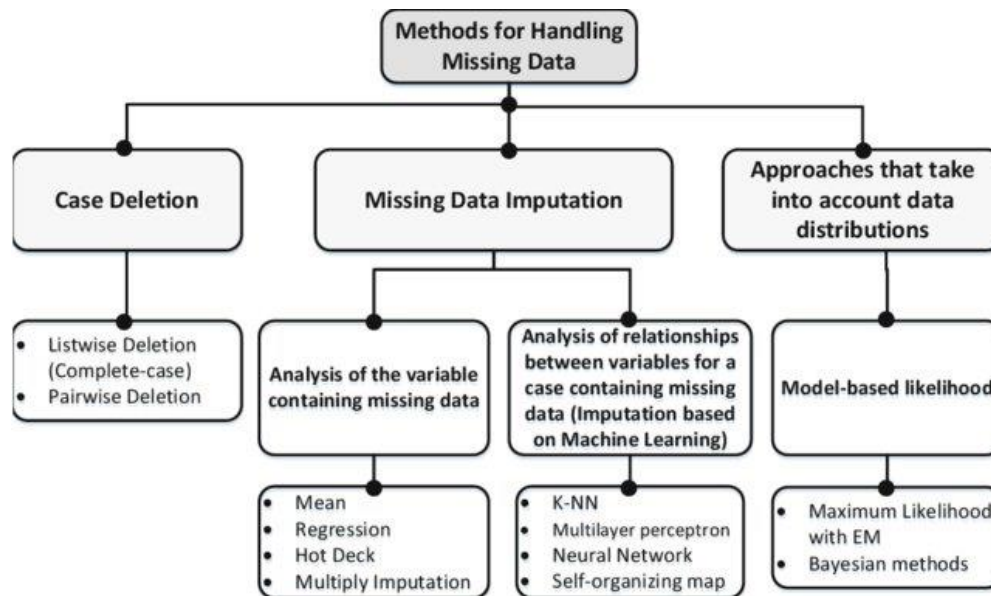 Methods for Handling
Missing Data
Case Deletion
Missing Data Imputation
Approaches that take
into account data
distributions
• Listwise Deletion
(Complete-case)
• Pairwise Deletion
Analysis of the variable
containing missing data
Analysis of relationships
between variables for a
case containing missing
data (Imputation based
on Machine Learning)
Model-based likelihood
• Mean
• Regression
• Hot Deck
• Multiply Imputation
• K-NN
• Multilayer perceptron
• Neural Network
• Self-organizing map
• Maximum Likelihood
with EM
• Bayesian methods